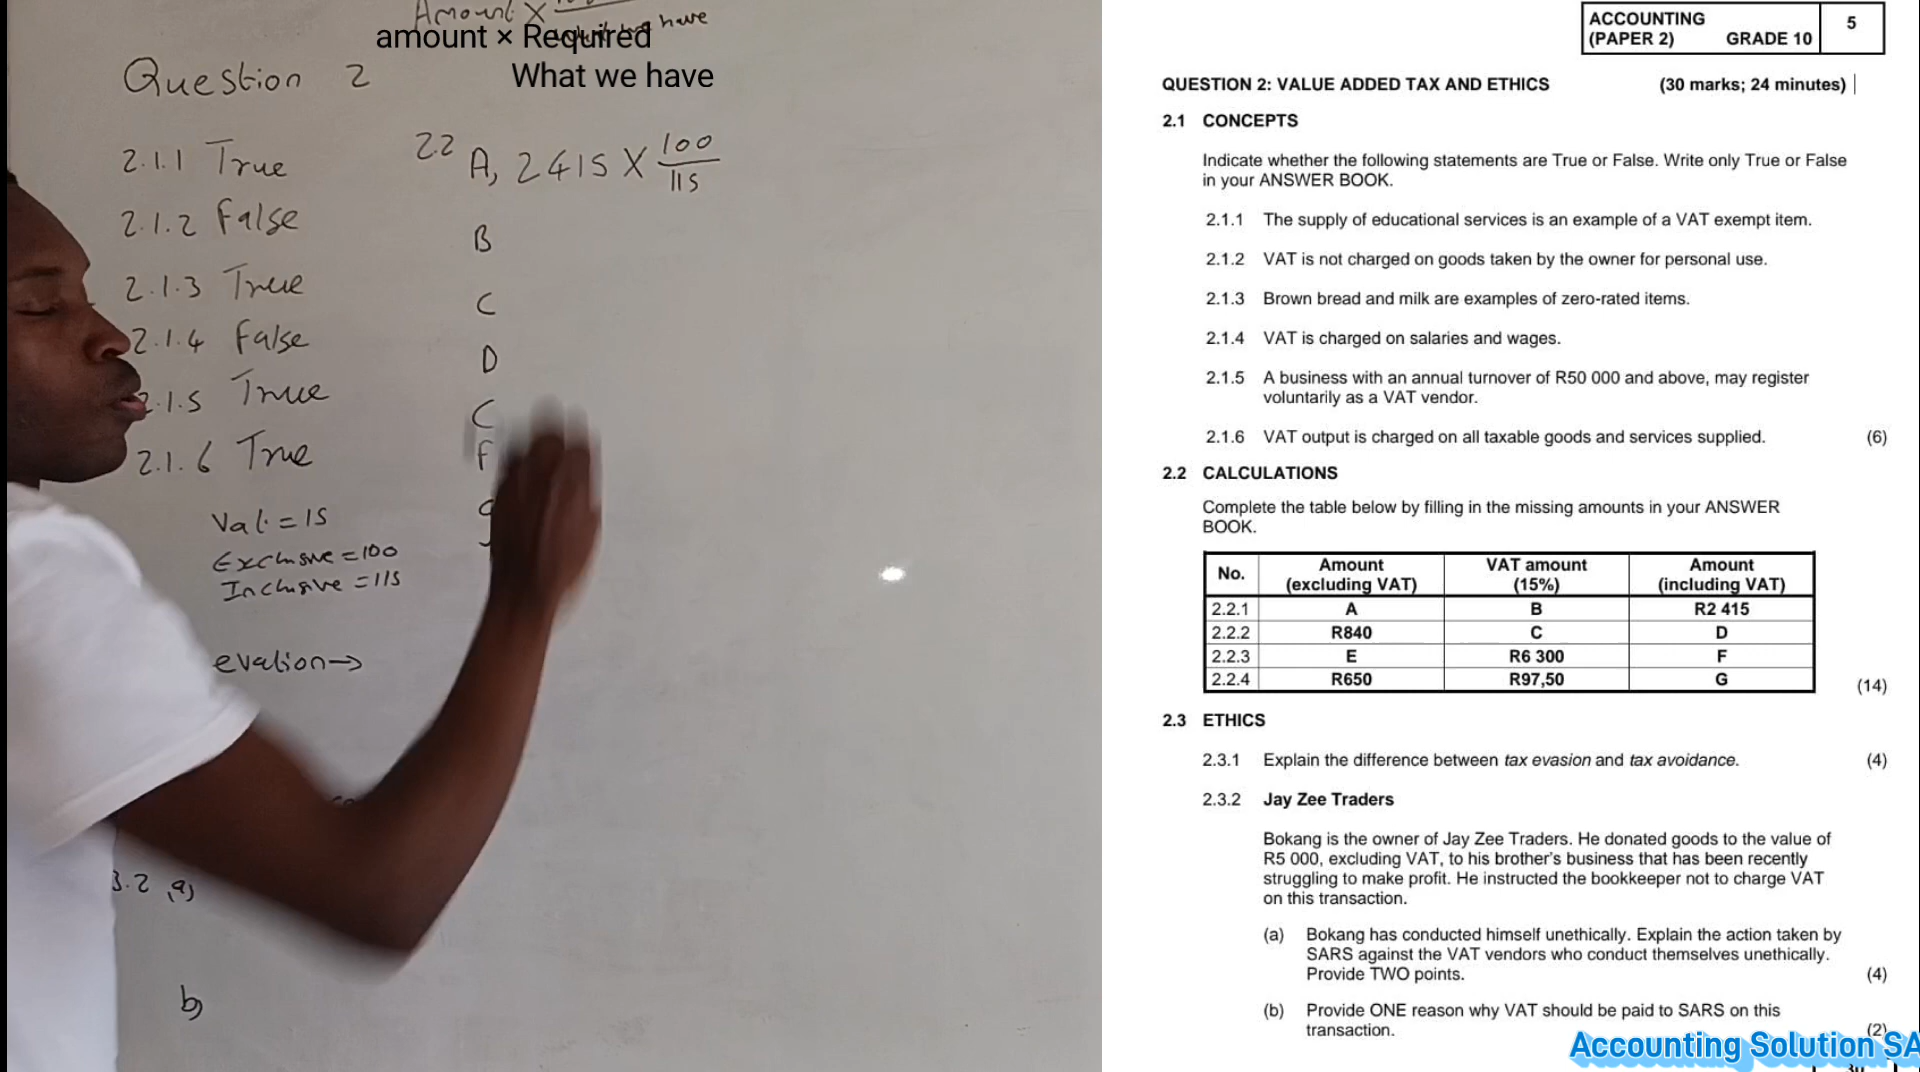 Amount ×
what we have
amount × Required
What we have
Question 2
2.1.1 True
2.1.2 False
2.1.3 True
2.1.4 False
2.1.5 True
2.1.6 True
Vat = 15
Exclusive = 100
Inclusive = 115
evation→
3.2 a)
b)
2.2 A, 2415 × 100
115
B
C
D
C
F
ACCOUNTING
(PAPER 2) GRADE 10
5
QUESTION 2: VALUE ADDED TAX AND ETHICS (30 marks; 24 minutes)
2.1 CONCEPTS
Indicate whether the following statements are True or False. Write only True or False
in your ANSWER BOOK.
2.1.1 The supply of educational services is an example of a VAT exempt item.
2.1.2 VAT is not charged on goods taken by the owner for personal use.
2.1.3 Brown bread and milk are examples of zero-rated items.
2.1.4 VAT is charged on salaries and wages.
2.1.5 A business with an annual turnover of R50 000 and above, may register
voluntarily as a VAT vendor.
2.1.6 VAT output is charged on all taxable goods and services supplied. (6)
2.2 CALCULATIONS
Complete the table below by filling in the missing amounts in your ANSWER
BOOK.
No. Amount (excluding VAT) VAT amount (15%) Amount (including VAT)
2.2.1 A B R2 415
2.2.2 R840 C D
2.2.3 E R6 300 F
2.2.4 R650 R97,50 G
(14)
2.3 ETHICS
2.3.1 Explain the difference between tax evasion and tax avoidance. (4)
2.3.2 Jay Zee Traders
Bokang is the owner of Jay Zee Traders. He donated goods to the value of
R5 000, excluding VAT, to his brother's business that has been recently
struggling to make profit. He instructed the bookkeeper not to charge VAT
on this transaction.
(a) Bokang has conducted himself unethically. Explain the action taken by
SARS against the VAT vendors who conduct themselves unethically.
Provide TWO points. (4)
(b) Provide ONE reason why VAT should be paid to SARS on this
transaction. (2)
Accounting Solution SA